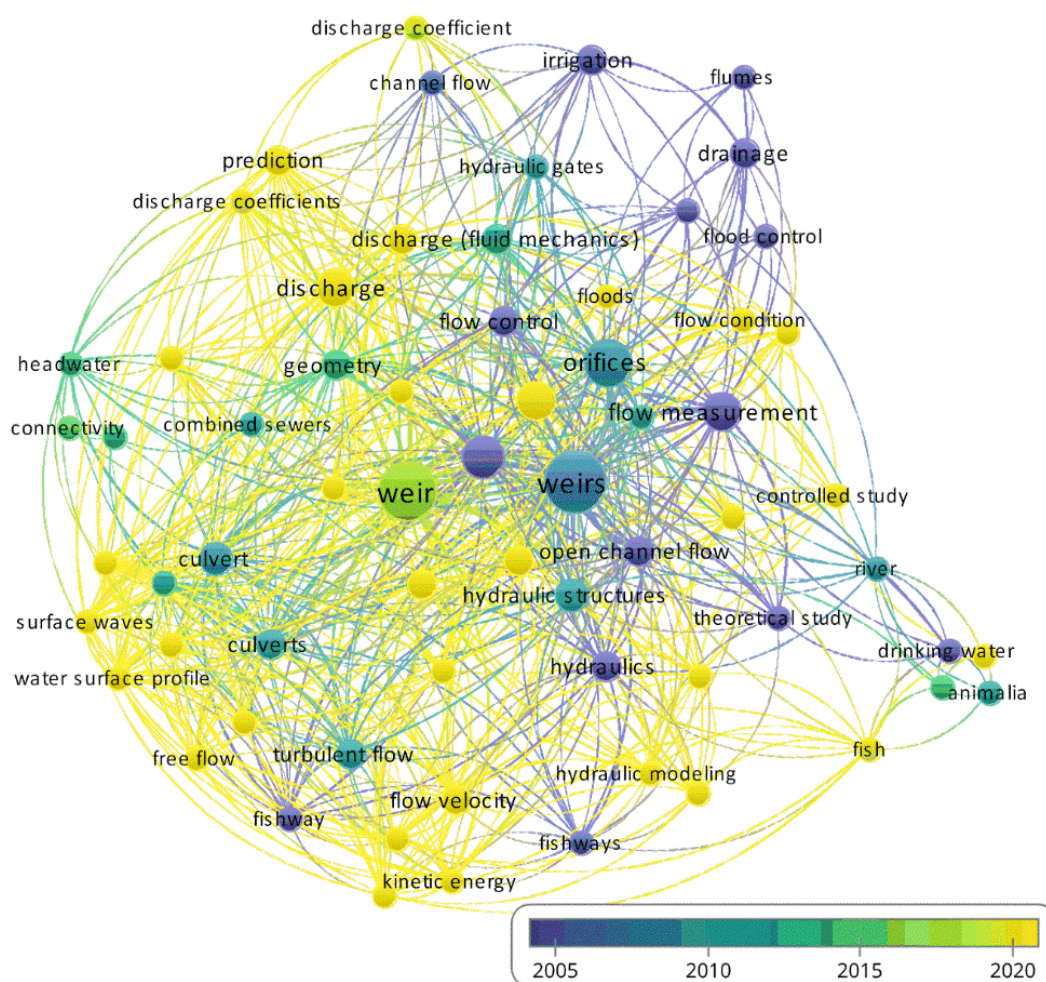 discharge coefficient
irrigation
channel flow
flumes
prediction
hydraulic gates
drainage
discharge coefficients
discharge (fluid mechanics)
flood control
discharge
floods
flow control
flow condition
headwater
geometry
orifices
flow measurement
connectivity
combined sewers
weir
weirs
controlled study
culvert
open channel flow
river
hydraulic structures
surface waves
theoretical study
culverts
drinking water
water surface profile
hydraulics
animalia
free flow
turbulent flow
fish
hydraulic modeling
flow velocity
fishway
fishways
kinetic energy
2005 2010 2015 2020